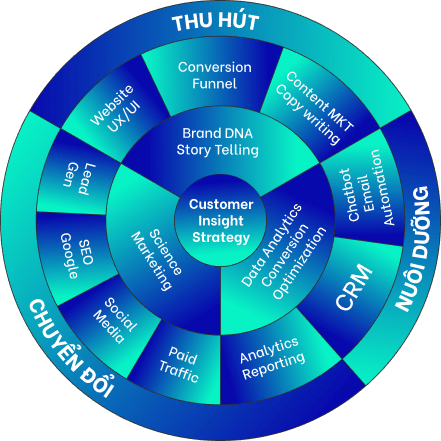 THU HÚT
Conversion
Funnel
Website
UX/UI
Content MKT
Copy writing
Brand DNA
Story Telling
Lead
Gen
Chatbot
Email
Automation
Customer
Insight
Strategy
NUÔI DƯỠNG
SEO
Google
Science
Marketing
Data Analytics
Conversion
Optimization
CRM
CHUYỂN ĐỔI
Social
Media
Paid
Traffic
Analytics
Reporting